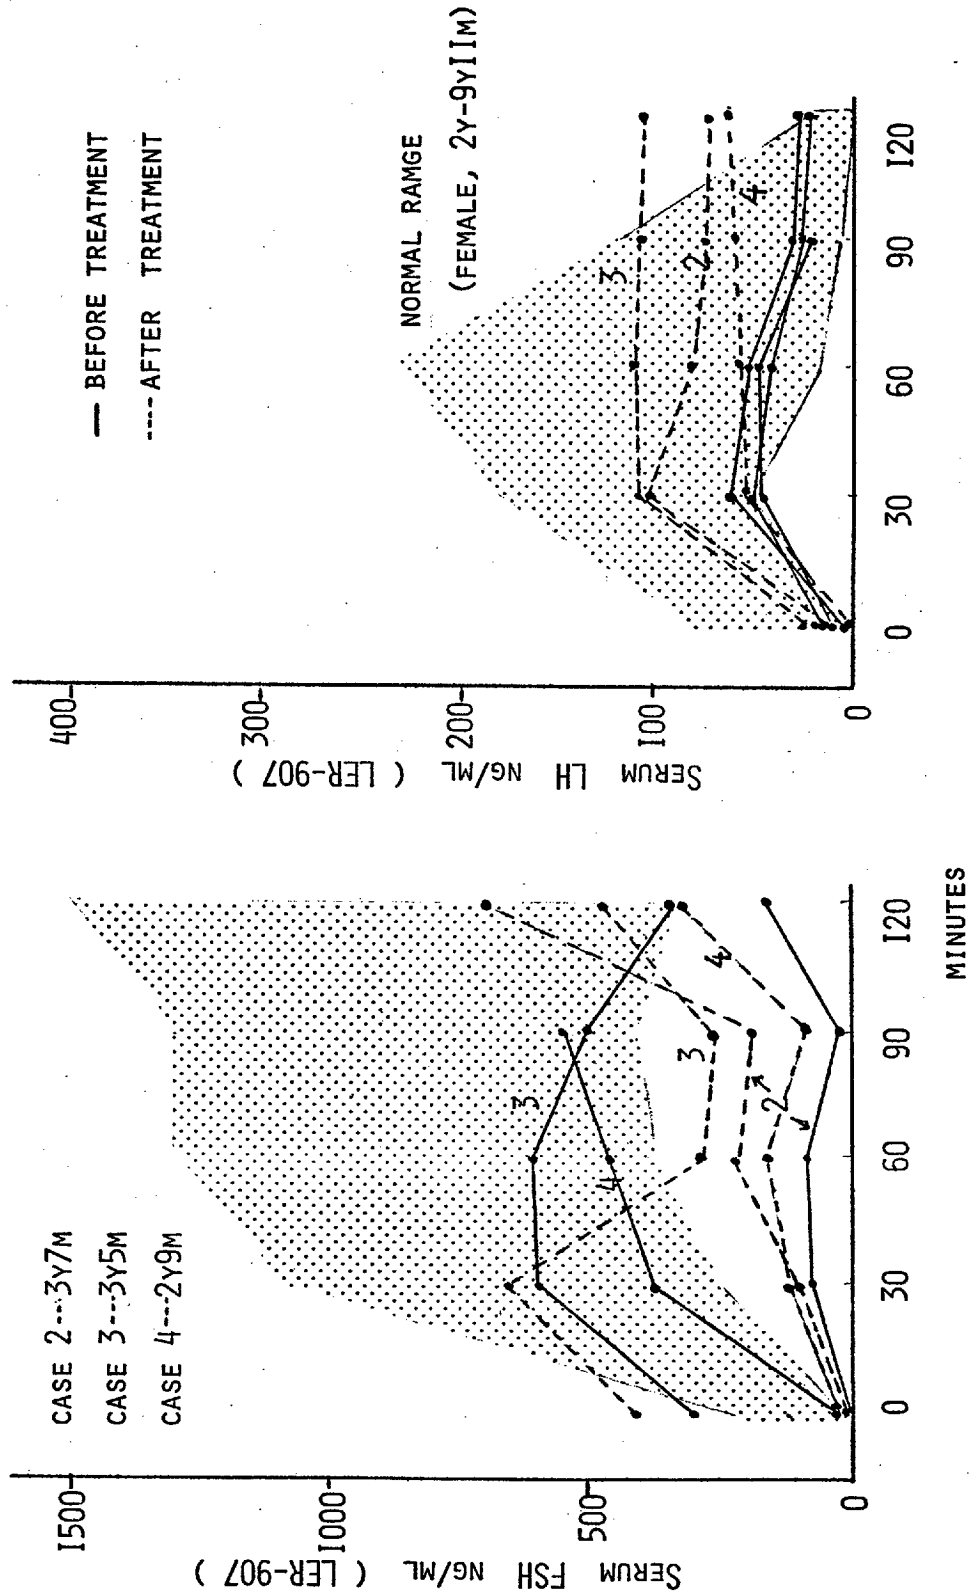 CASE 2--3Y7M
CASE 3--3Y5M
CASE 4--2Y9M
SERUM FSH NG/ML ( LER-907 )
1500
1000
500
0
3
4
3
2
4
0
30
60
90
120
MINUTES
— BEFORE TREATMENT
---- AFTER TREATMENT
NORMAL RAMGE
(FEMALE, 2Y-9Y11M)
SERUM LH NG/ML ( LER-907 )
400
300
200
100
0
3
2
4
0
30
60
90
120